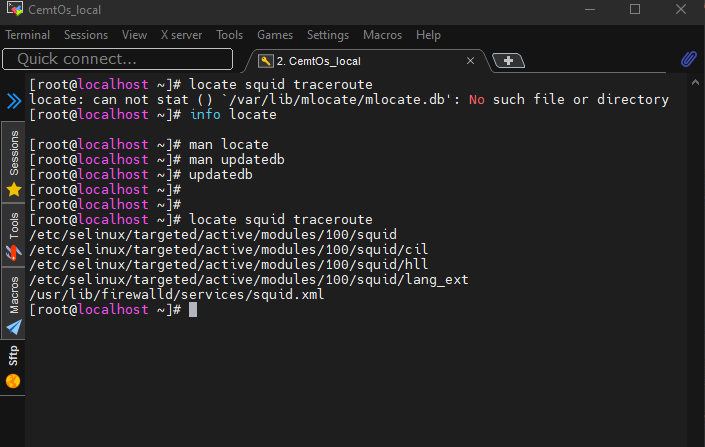 CemtOs_local
Terminal Sessions View X server Tools Games Settings Macros Help
Quick connect...
2. CemtOs_local
[root@localhost ~]# locate squid traceroute
locate: can not stat () `/var/lib/mlocate/mlocate.db': No such file or directory
[root@localhost ~]# info locate
[root@localhost ~]# man locate
[root@localhost ~]# man updatedb
[root@localhost ~]# updatedb
[root@localhost ~]#
[root@localhost ~]#
[root@localhost ~]# locate squid traceroute
/etc/selinux/targeted/active/modules/100/squid
/etc/selinux/targeted/active/modules/100/squid/cil
/etc/selinux/targeted/active/modules/100/squid/hll
/etc/selinux/targeted/active/modules/100/squid/lang_ext
/usr/lib/firewalld/services/squid.xml
[root@localhost ~]#
Sessions
Tools
Macros
Sftp